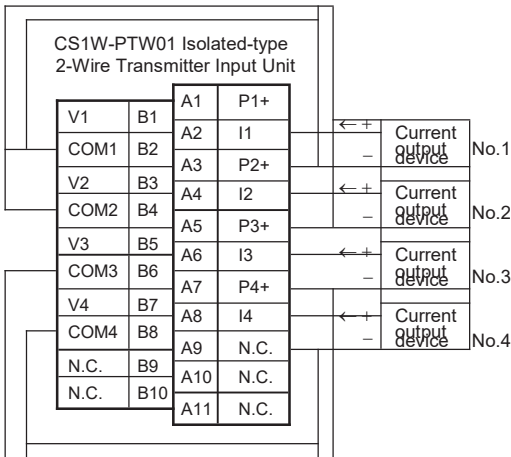 CS1W-PTW01 Isolated-type
2-Wire Transmitter Input Unit
A1 P1+
V1 B1
A2 I1
← +
Current
output
device
No.1
COM1 B2
A3 P2+
−
V2 B3
A4 I2
← +
Current
output
device
No.2
COM2 B4
A5 P3+
−
V3 B5
A6 I3
← +
Current
output
device
No.3
COM3 B6
A7 P4+
−
V4 B7
A8 I4
← +
Current
output
device
No.4
COM4 B8
A9 N.C.
−
N.C. B9
A10 N.C.
N.C. B10
A11 N.C.